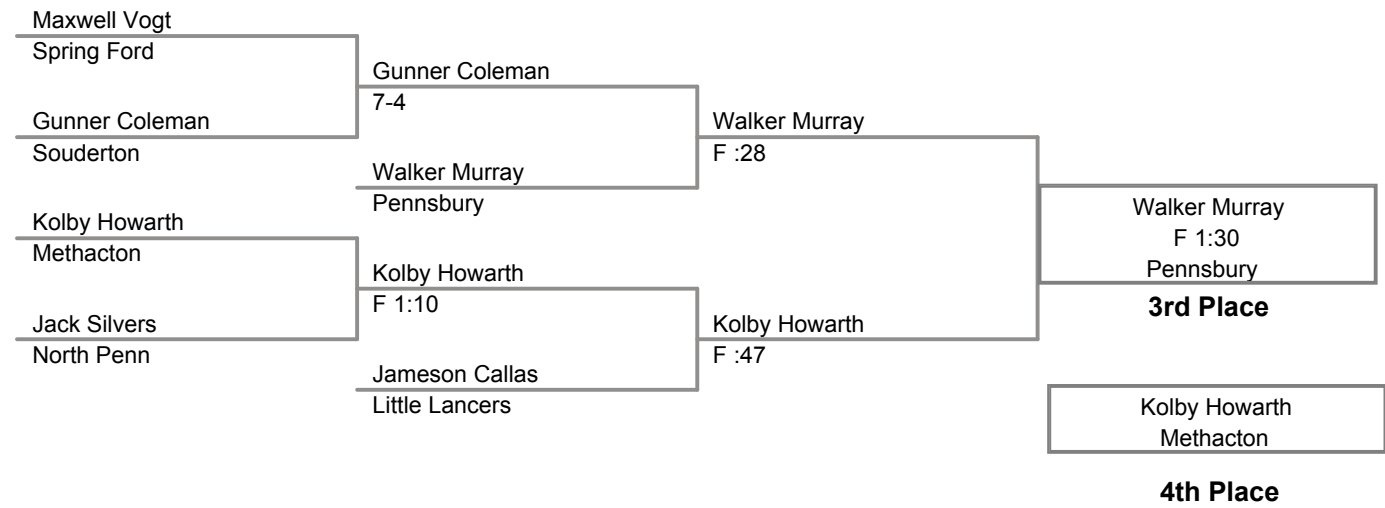 Maxwell Vogt
Spring Ford
Gunner Coleman
7-4
Gunner Coleman
Souderton
Walker Murray
F :28
Walker Murray
Pennsbury
Kolby Howarth
Methacton
Walker Murray
F 1:30
Pennsbury
3rd Place
Kolby Howarth
F 1:10
Jack Silvers
North Penn
Kolby Howarth
F :47
Jameson Callas
Little Lancers
Kolby Howarth
Methacton
4th Place